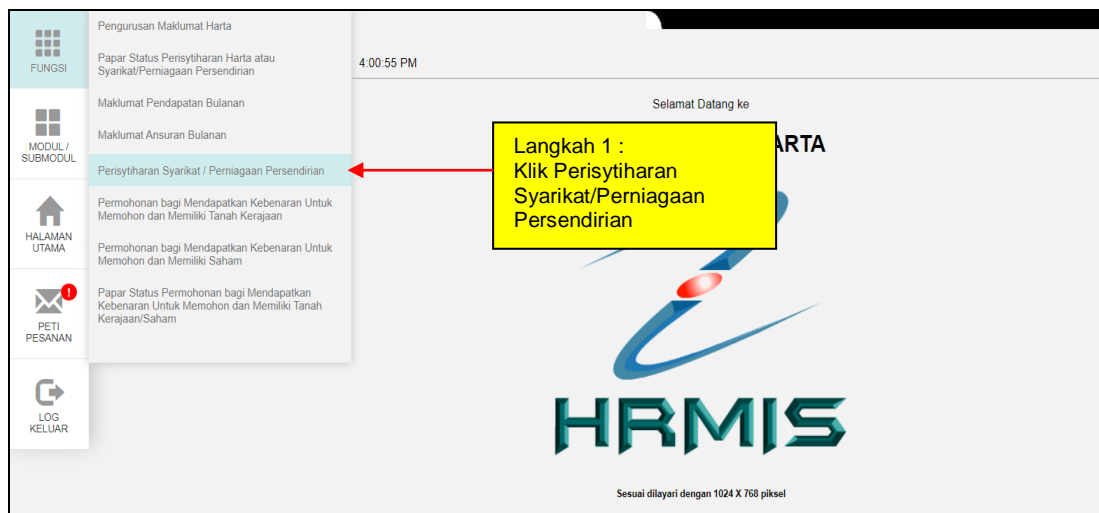 FUNGSI
MODUL /
SUBMODUL
HALAMAN
UTAMA
!
PETI
PESANAN
LOG
KELUAR
Pengurusan Maklumat Harta
Papar Status Perisytiharan Harta atau
Syarikat/Perniagaan Persendirian
Maklumat Pendapatan Bulanan
Maklumat Ansuran Bulanan
Perisytiharan Syarikat / Perniagaan Persendirian
Permohonan bagi Mendapatkan Kebenaran Untuk
Memohon dan Memiliki Tanah Kerajaan
Permohonan bagi Mendapatkan Kebenaran Untuk
Memohon dan Memiliki Saham
Papar Status Permohonan bagi Mendapatkan
Kebenaran Untuk Memohon dan Memiliki Tanah
Kerajaan/Saham
4:00:55 PM
Selamat Datang ke
Langkah 1 :
Klik Perisytiharan
Syarikat/Perniagaan
Persendirian
HRMIS
Sesuai dilayari dengan 1024 X 768 piksel